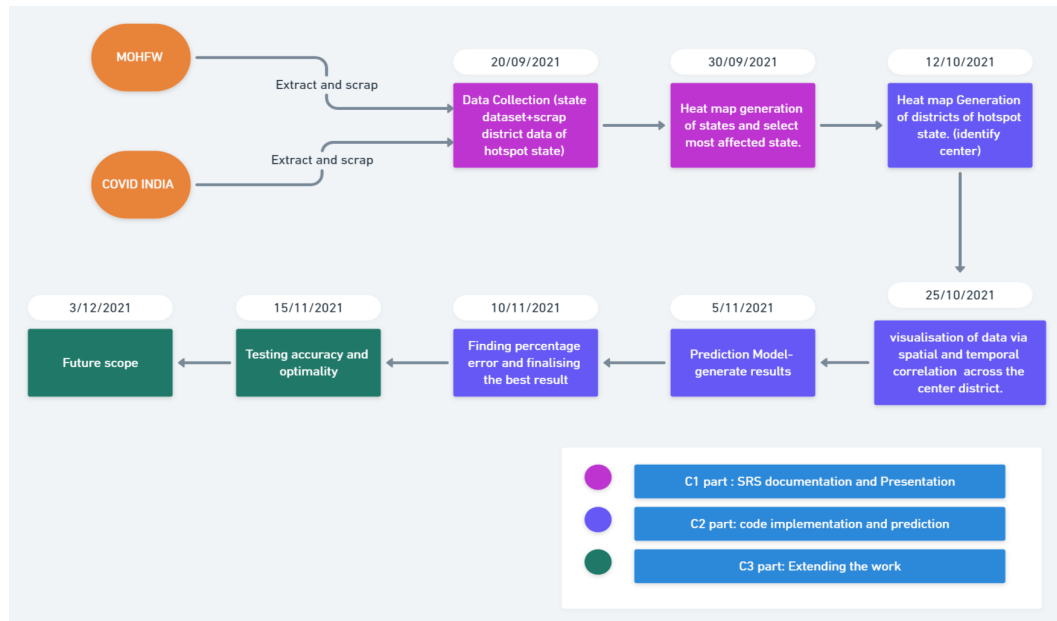 MOHFW
Extract and scrap
COVID INDIA
Extract and scrap
20/09/2021
Data Collection (state
dataset+scrap
district data of
hotspot state)
30/09/2021
Heat map generation
of states and select
most affected state.
12/10/2021
Heat map Generation
of districts of hotspot
state. (identify
center)
25/10/2021
visualisation of data via
spatial and temporal
correlation across the
center district.
5/11/2021
Prediction Model-
generate results
10/11/2021
Finding percentage
error and finalising
the best result
15/11/2021
Testing accuracy and
optimality
3/12/2021
Future scope
C1 part : SRS documentation and Presentation
C2 part: code implementation and prediction
C3 part: Extending the work